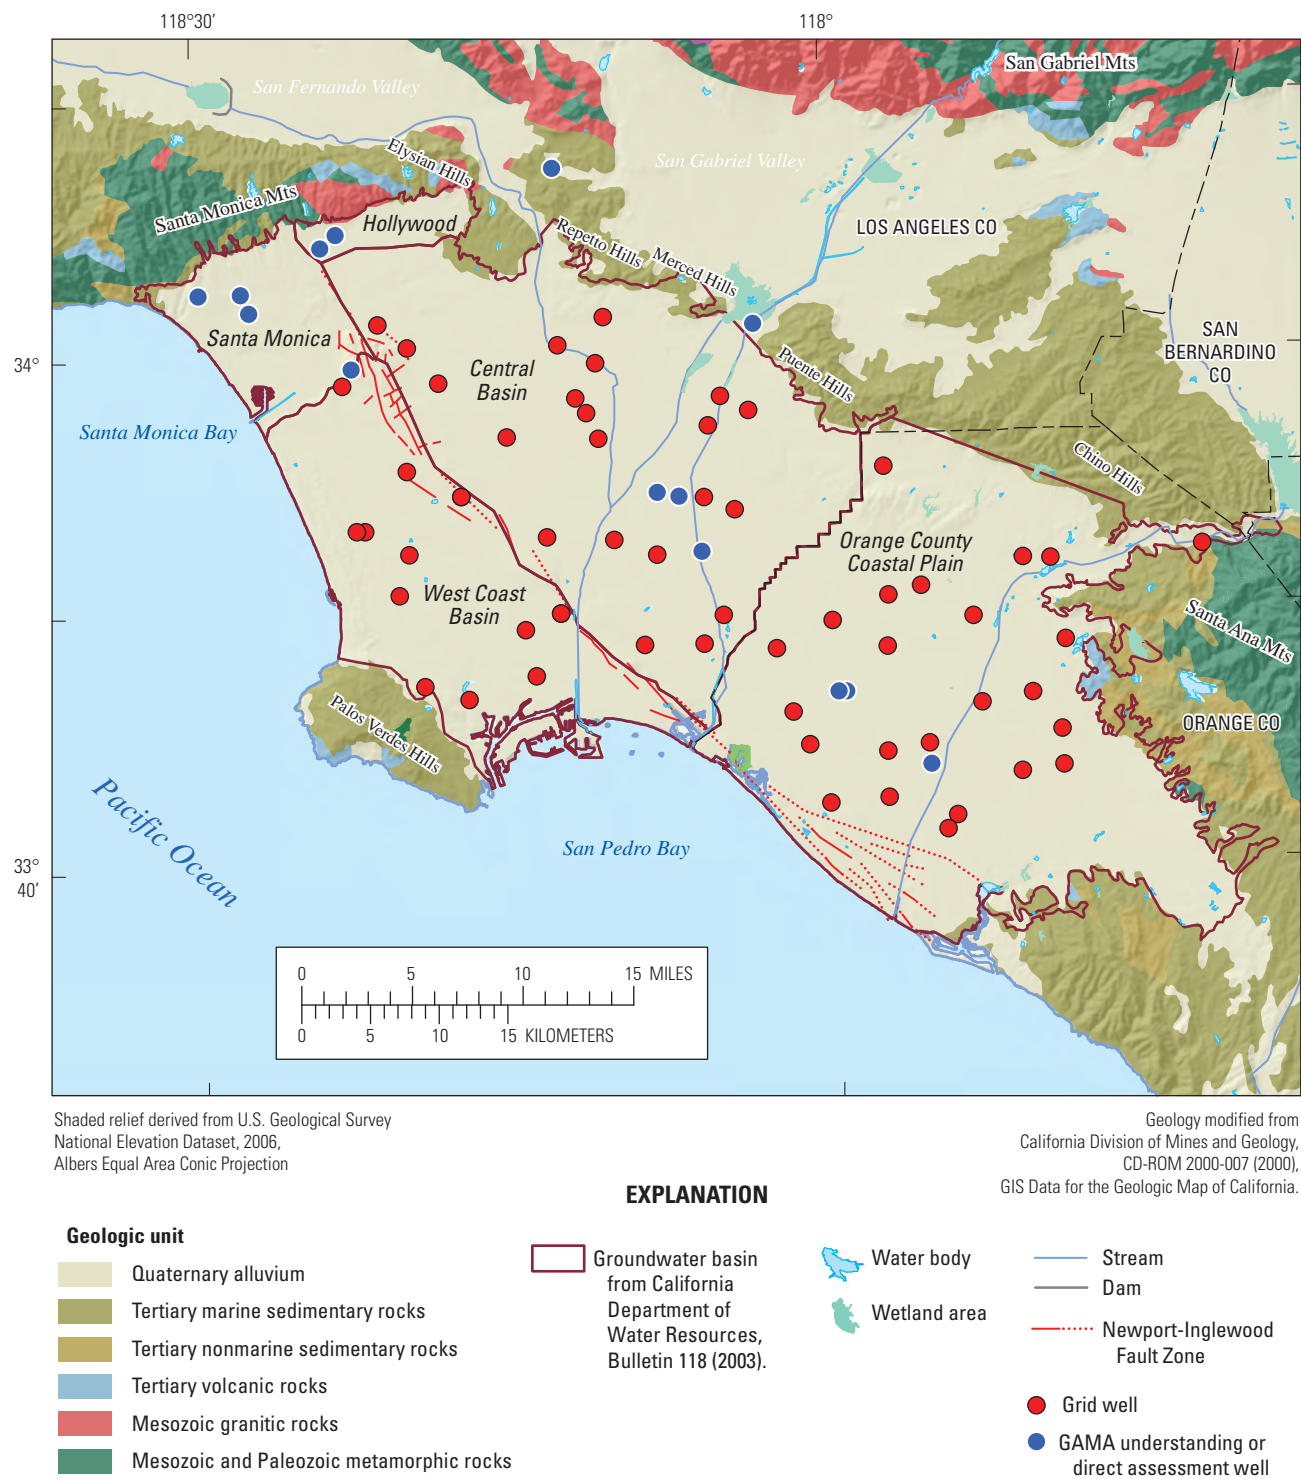 118°30'
118°
San Gabriel Mts
San Fernando Valley
Elysian Hills
San Gabriel Valley
Santa Monica Mts
Hollywood
Repetto Hills
Merced Hills
LOS ANGELES CO
SAN
BERNARDINO
CO
Santa Monica
34°
Central
Basin
Puente Hills
Santa Monica Bay
Chino Hills
Orange County
Coastal Plain
West Coast
Basin
Santa Ana Mts
Palos Verdes Hills
ORANGE CO
Pacific Ocean
San Pedro Bay
33°
40'
0 5 10 15 MILES
0 5 10 15 KILOMETERS
Shaded relief derived from U.S. Geological Survey
National Elevation Dataset, 2006,
Albers Equal Area Conic Projection
Geology modified from
California Division of Mines and Geology,
CD-ROM 2000-007 (2000),
GIS Data for the Geologic Map of California.
EXPLANATION
Geologic unit
Quaternary alluvium
Tertiary marine sedimentary rocks
Tertiary nonmarine sedimentary rocks
Tertiary volcanic rocks
Mesozoic granitic rocks
Mesozoic and Paleozoic metamorphic rocks
Groundwater basin
from California
Department of
Water Resources,
Bulletin 118 (2003).
Water body
Wetland area
Stream
Dam
Newport-Inglewood
Fault Zone
Grid well
GAMA understanding or
direct assessment well